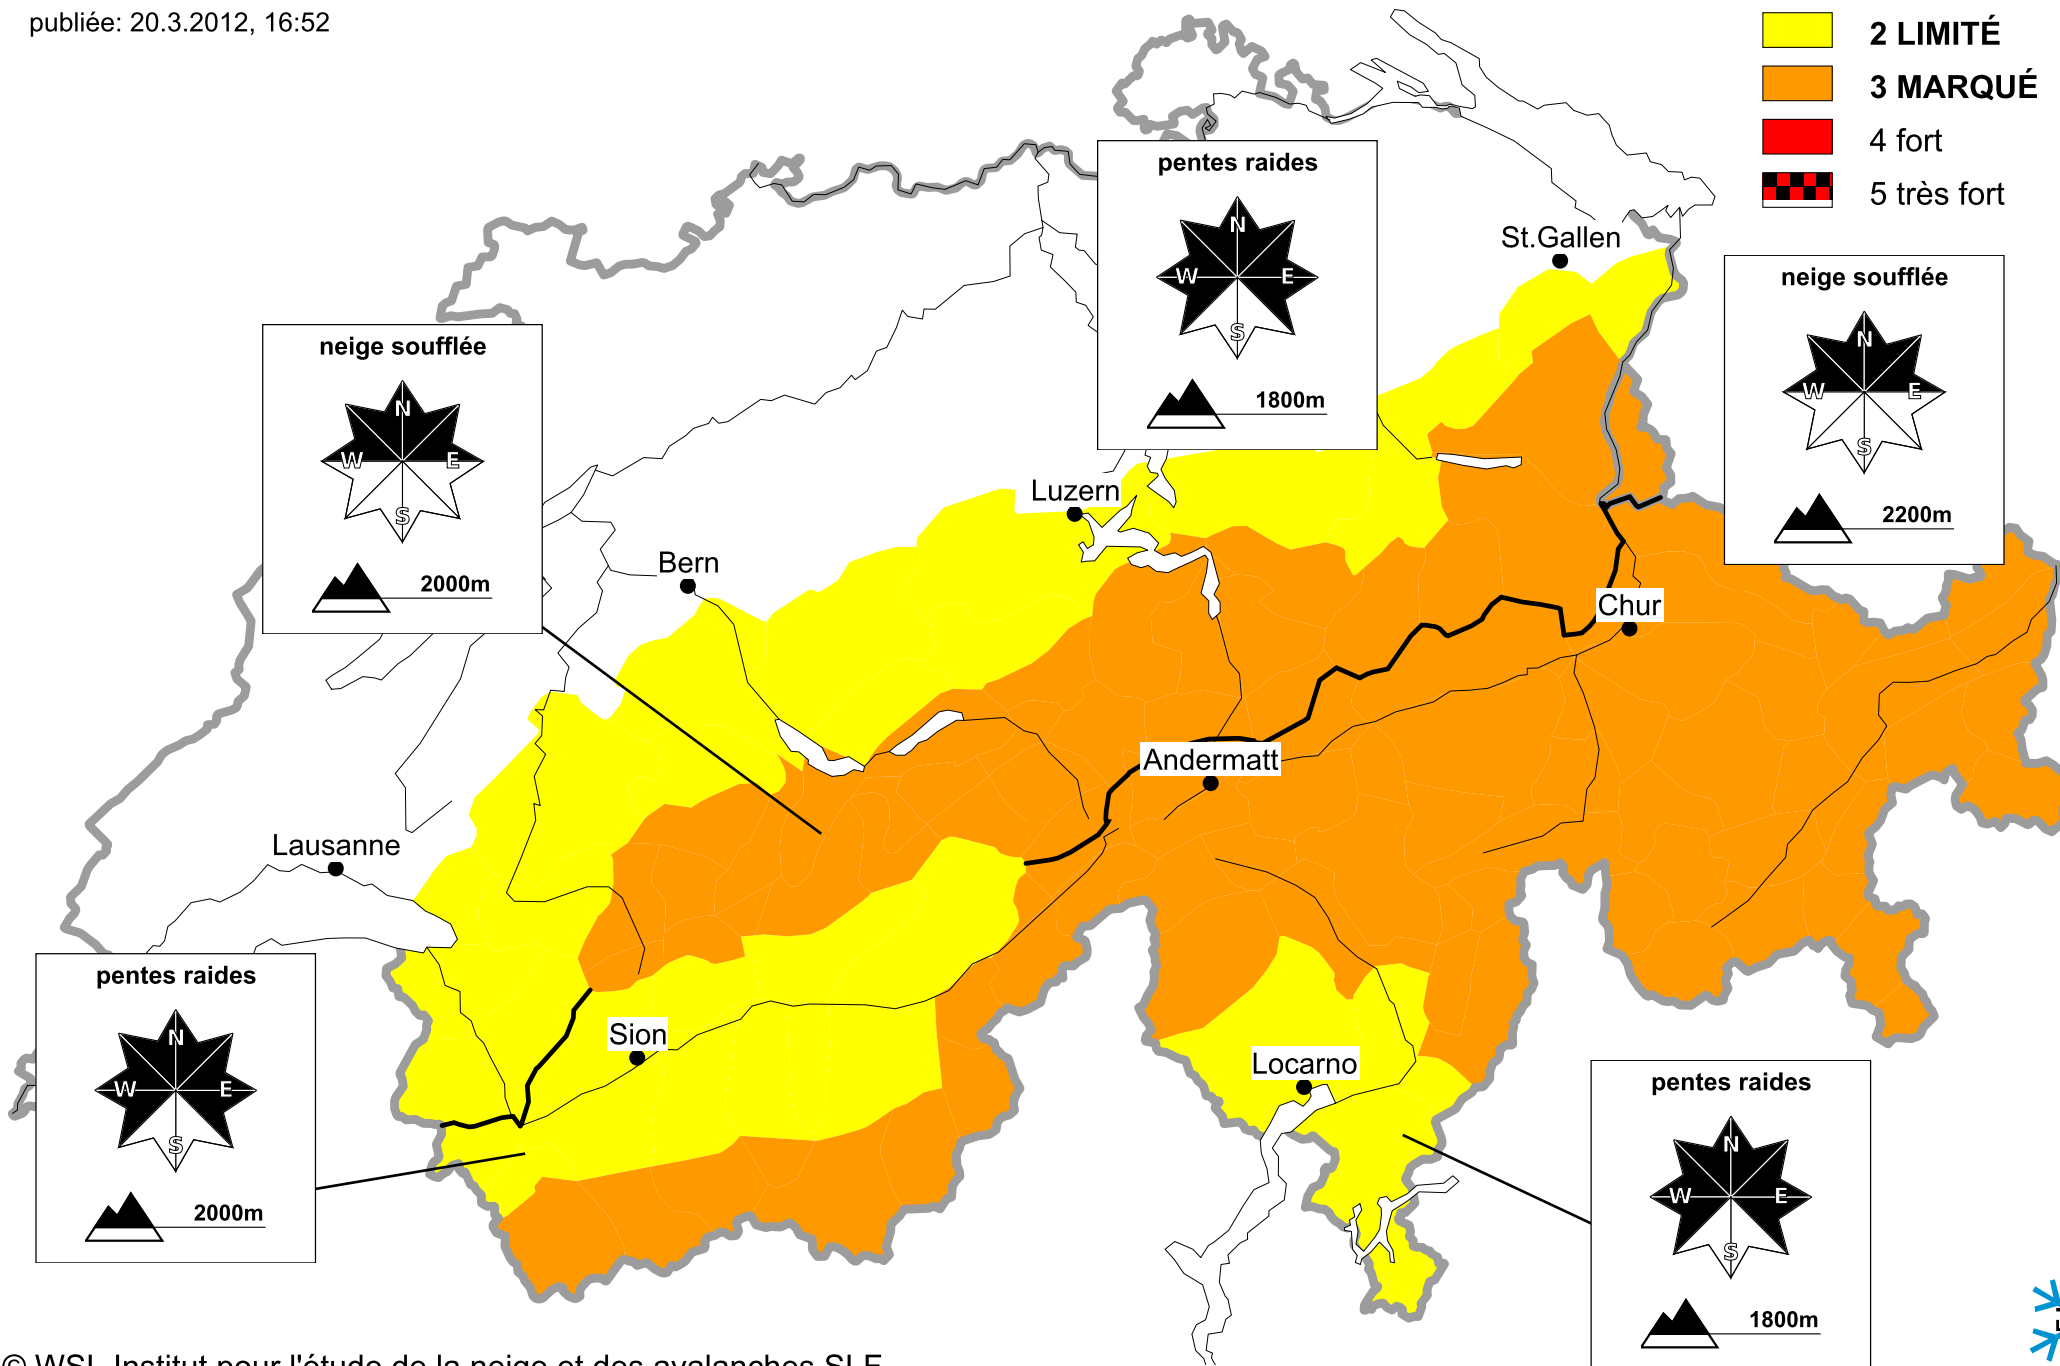 publiée: 20.3.2012, 16:52
2 LIMITÉ
3 MARQUÉ
4 fort
5 très fort
pentes raides
N
W E
S
1800m
St.Gallen
neige soufflée
N
W E
S
2200m
neige soufflée
N
W E
S
2000m
Luzern
Bern
Chur
Andermatt
Lausanne
pentes raides
N
W E
S
2000m
Sion
Locarno
pentes raides
N
W E
S
1800m
© WSL Institut pour l'étude de la neige et des avalanches SLF